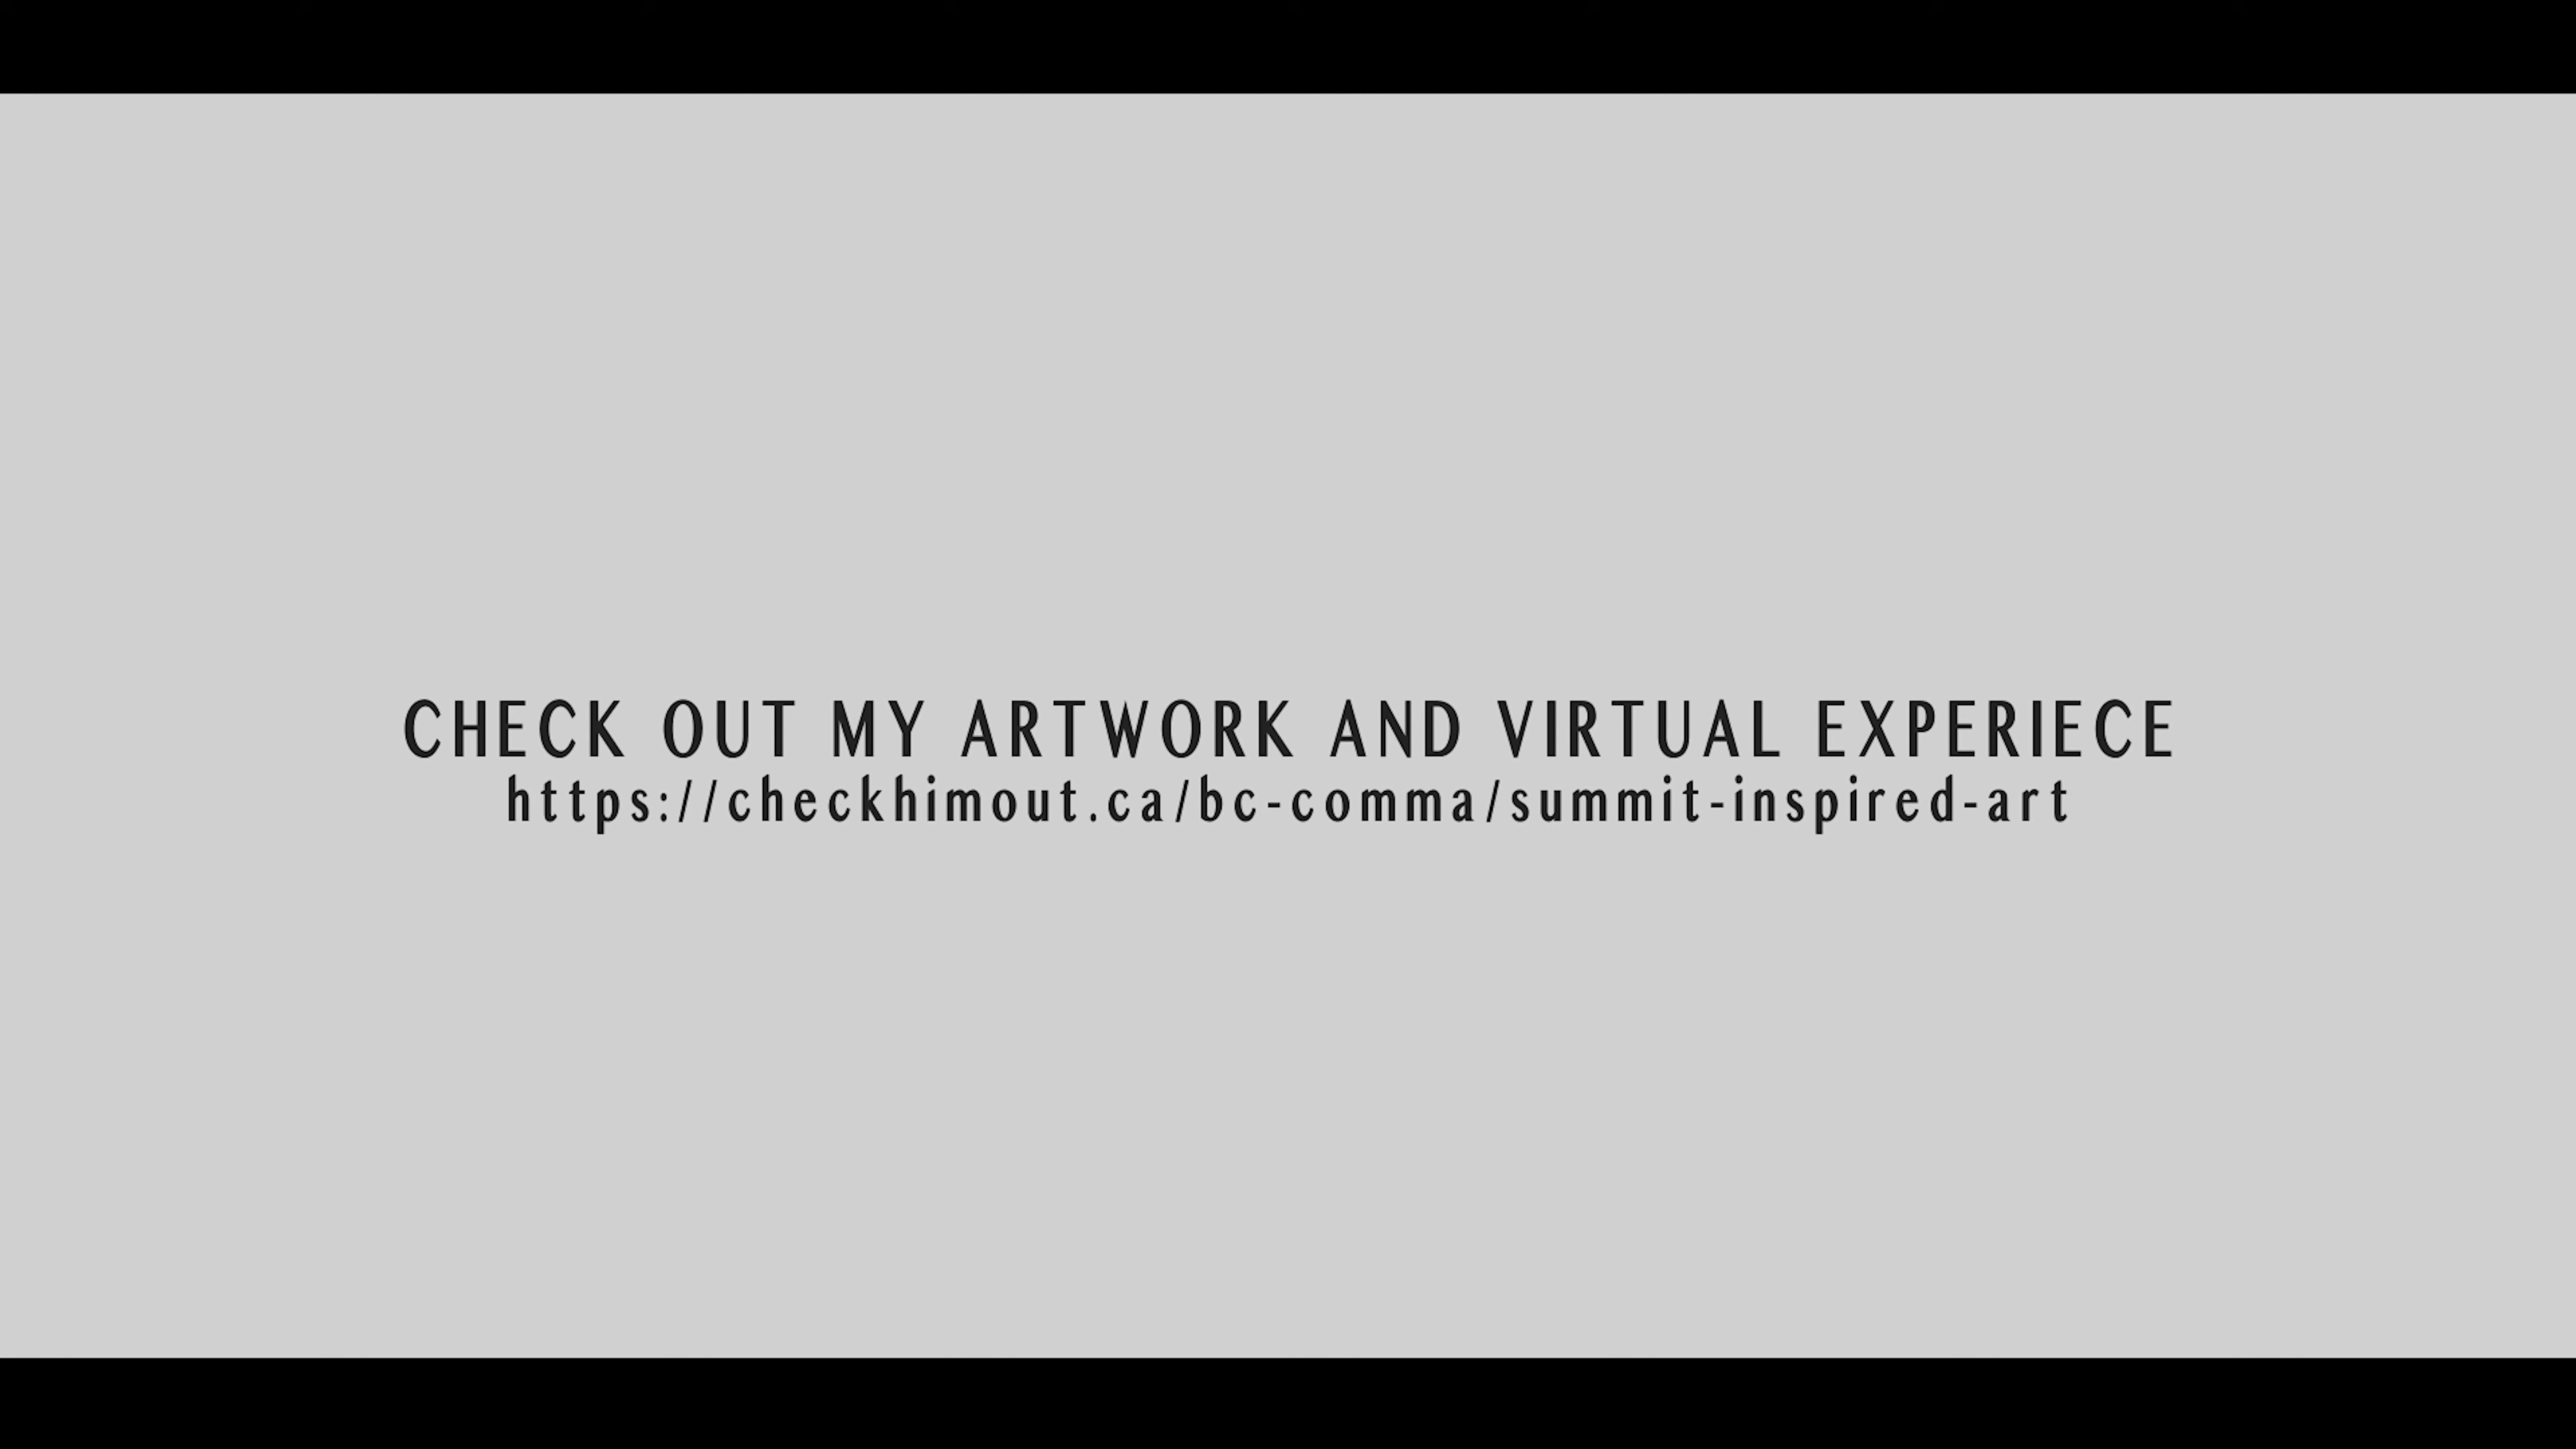 CHECK OUT MY ARTWORK AND VIRTUAL EXPERIECE
https://checkhimout.ca/bc-comma/summit-inspired-art